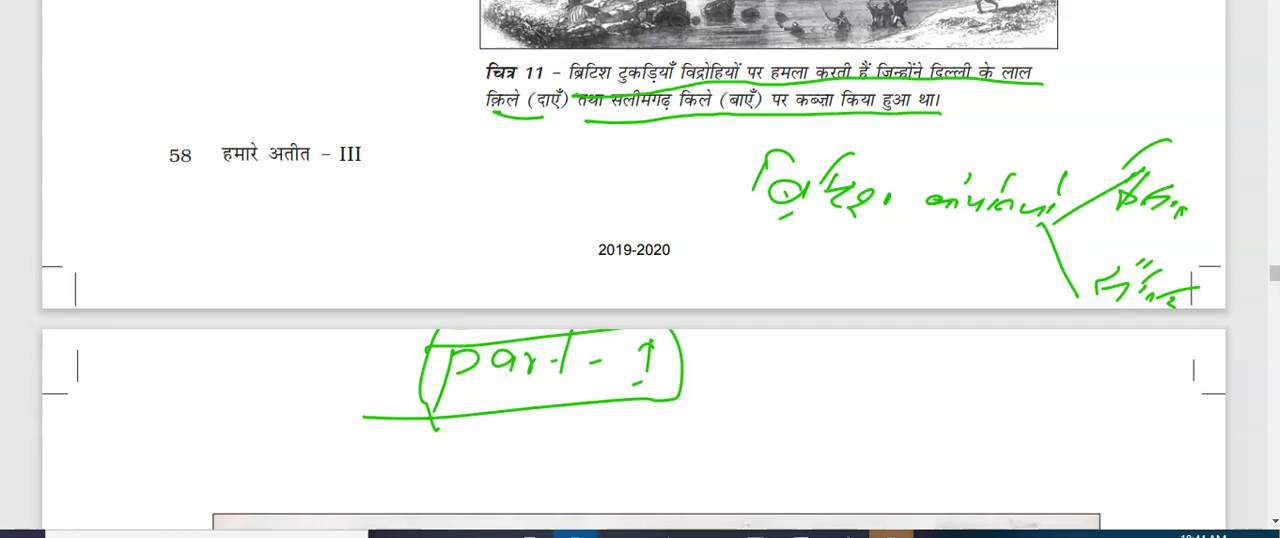 चित्र 11 – ब्रिटिश टुकड़ियाँ विद्रोहियों पर हमला करती हैं जिन्होंने दिल्ली के लाल
क़िले (दाएँ) तथा सलीमगढ़ किले (बाएँ) पर कब्ज़ा किया हुआ था।
58 हमारे अतीत – III
2019-2020
Part - 1